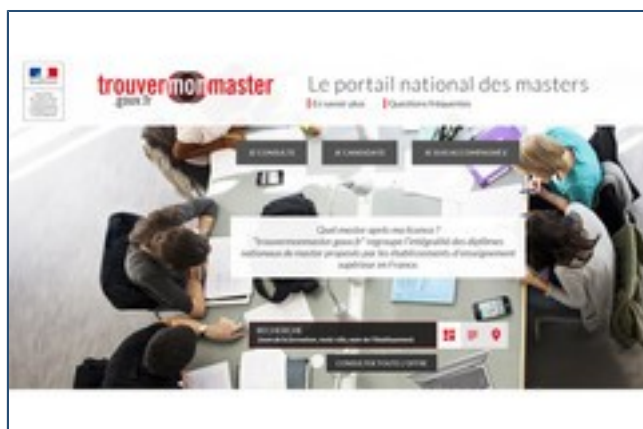 trouvermonmaster
.gouv.fr
Le portail national des masters
En savoir plus
Questions fréquentes
JE CONSULTE
JE CANDIDATE
JE SUIS ACCOMPAGNÉ·E
Quel master après ma licence ?
"trouvermonmaster.gouv.fr" regroupe l'intégralité des diplômes
nationaux de master proposés par les établissements d'enseignement
supérieur en France.
RECHERCHE
CONSULTER TOUTE L'OFFRE